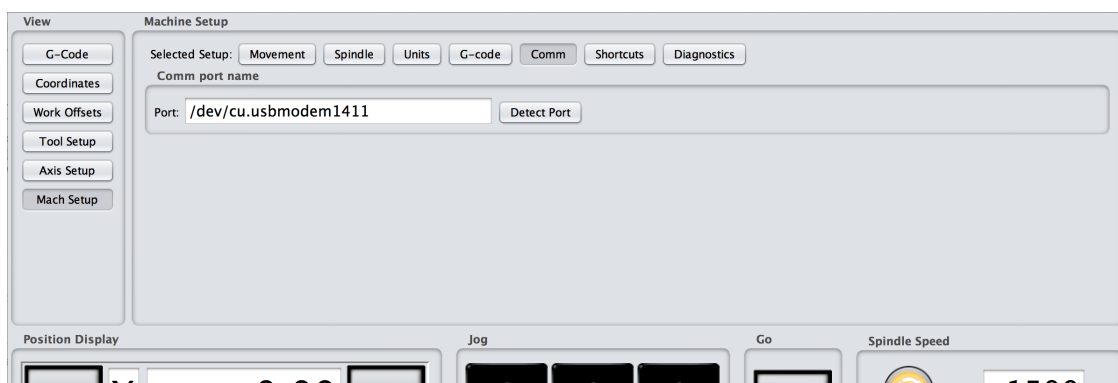 View
Machine Setup
G-Code
Selected Setup: Movement Spindle Units G-code Comm Shortcuts Diagnostics
Coordinates
Comm port name
Work Offsets
Port: /dev/cu.usbmodem1411 Detect Port
Tool Setup
Axis Setup
Mach Setup
Position Display
Jog
Go
Spindle Speed